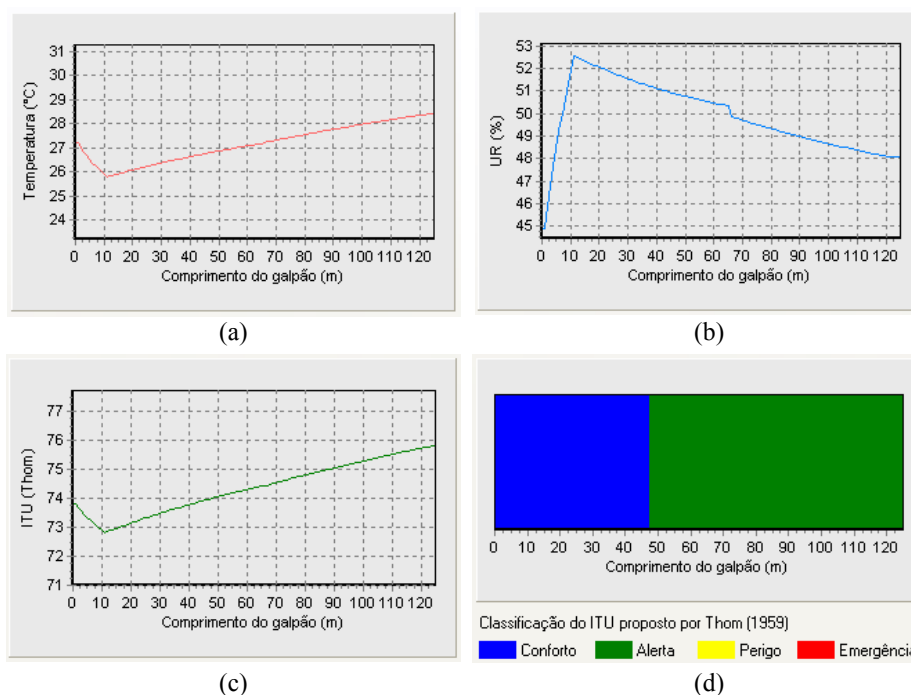 31
30
29
28
27
26
25
24
Temperatura (°C)
0 10 20 30 40 50 60 70 80 90 100 110 120
Comprimento do galpão (m)
(a)
53
52
51
50
49
48
47
46
45
UR (%)
0 10 20 30 40 50 60 70 80 90 100 110 120
Comprimento do galpão (m)
(b)
77
76
75
74
73
72
71
ITU (Thom)
0 10 20 30 40 50 60 70 80 90 100 110 120
Comprimento do galpão (m)
(c)
0 10 20 30 40 50 60 70 80 90 100 110 120
Comprimento do galpão (m)
Classificação do ITU proposto por Thom (1959)
Conforto Alerta Perigo Emergência
(d)